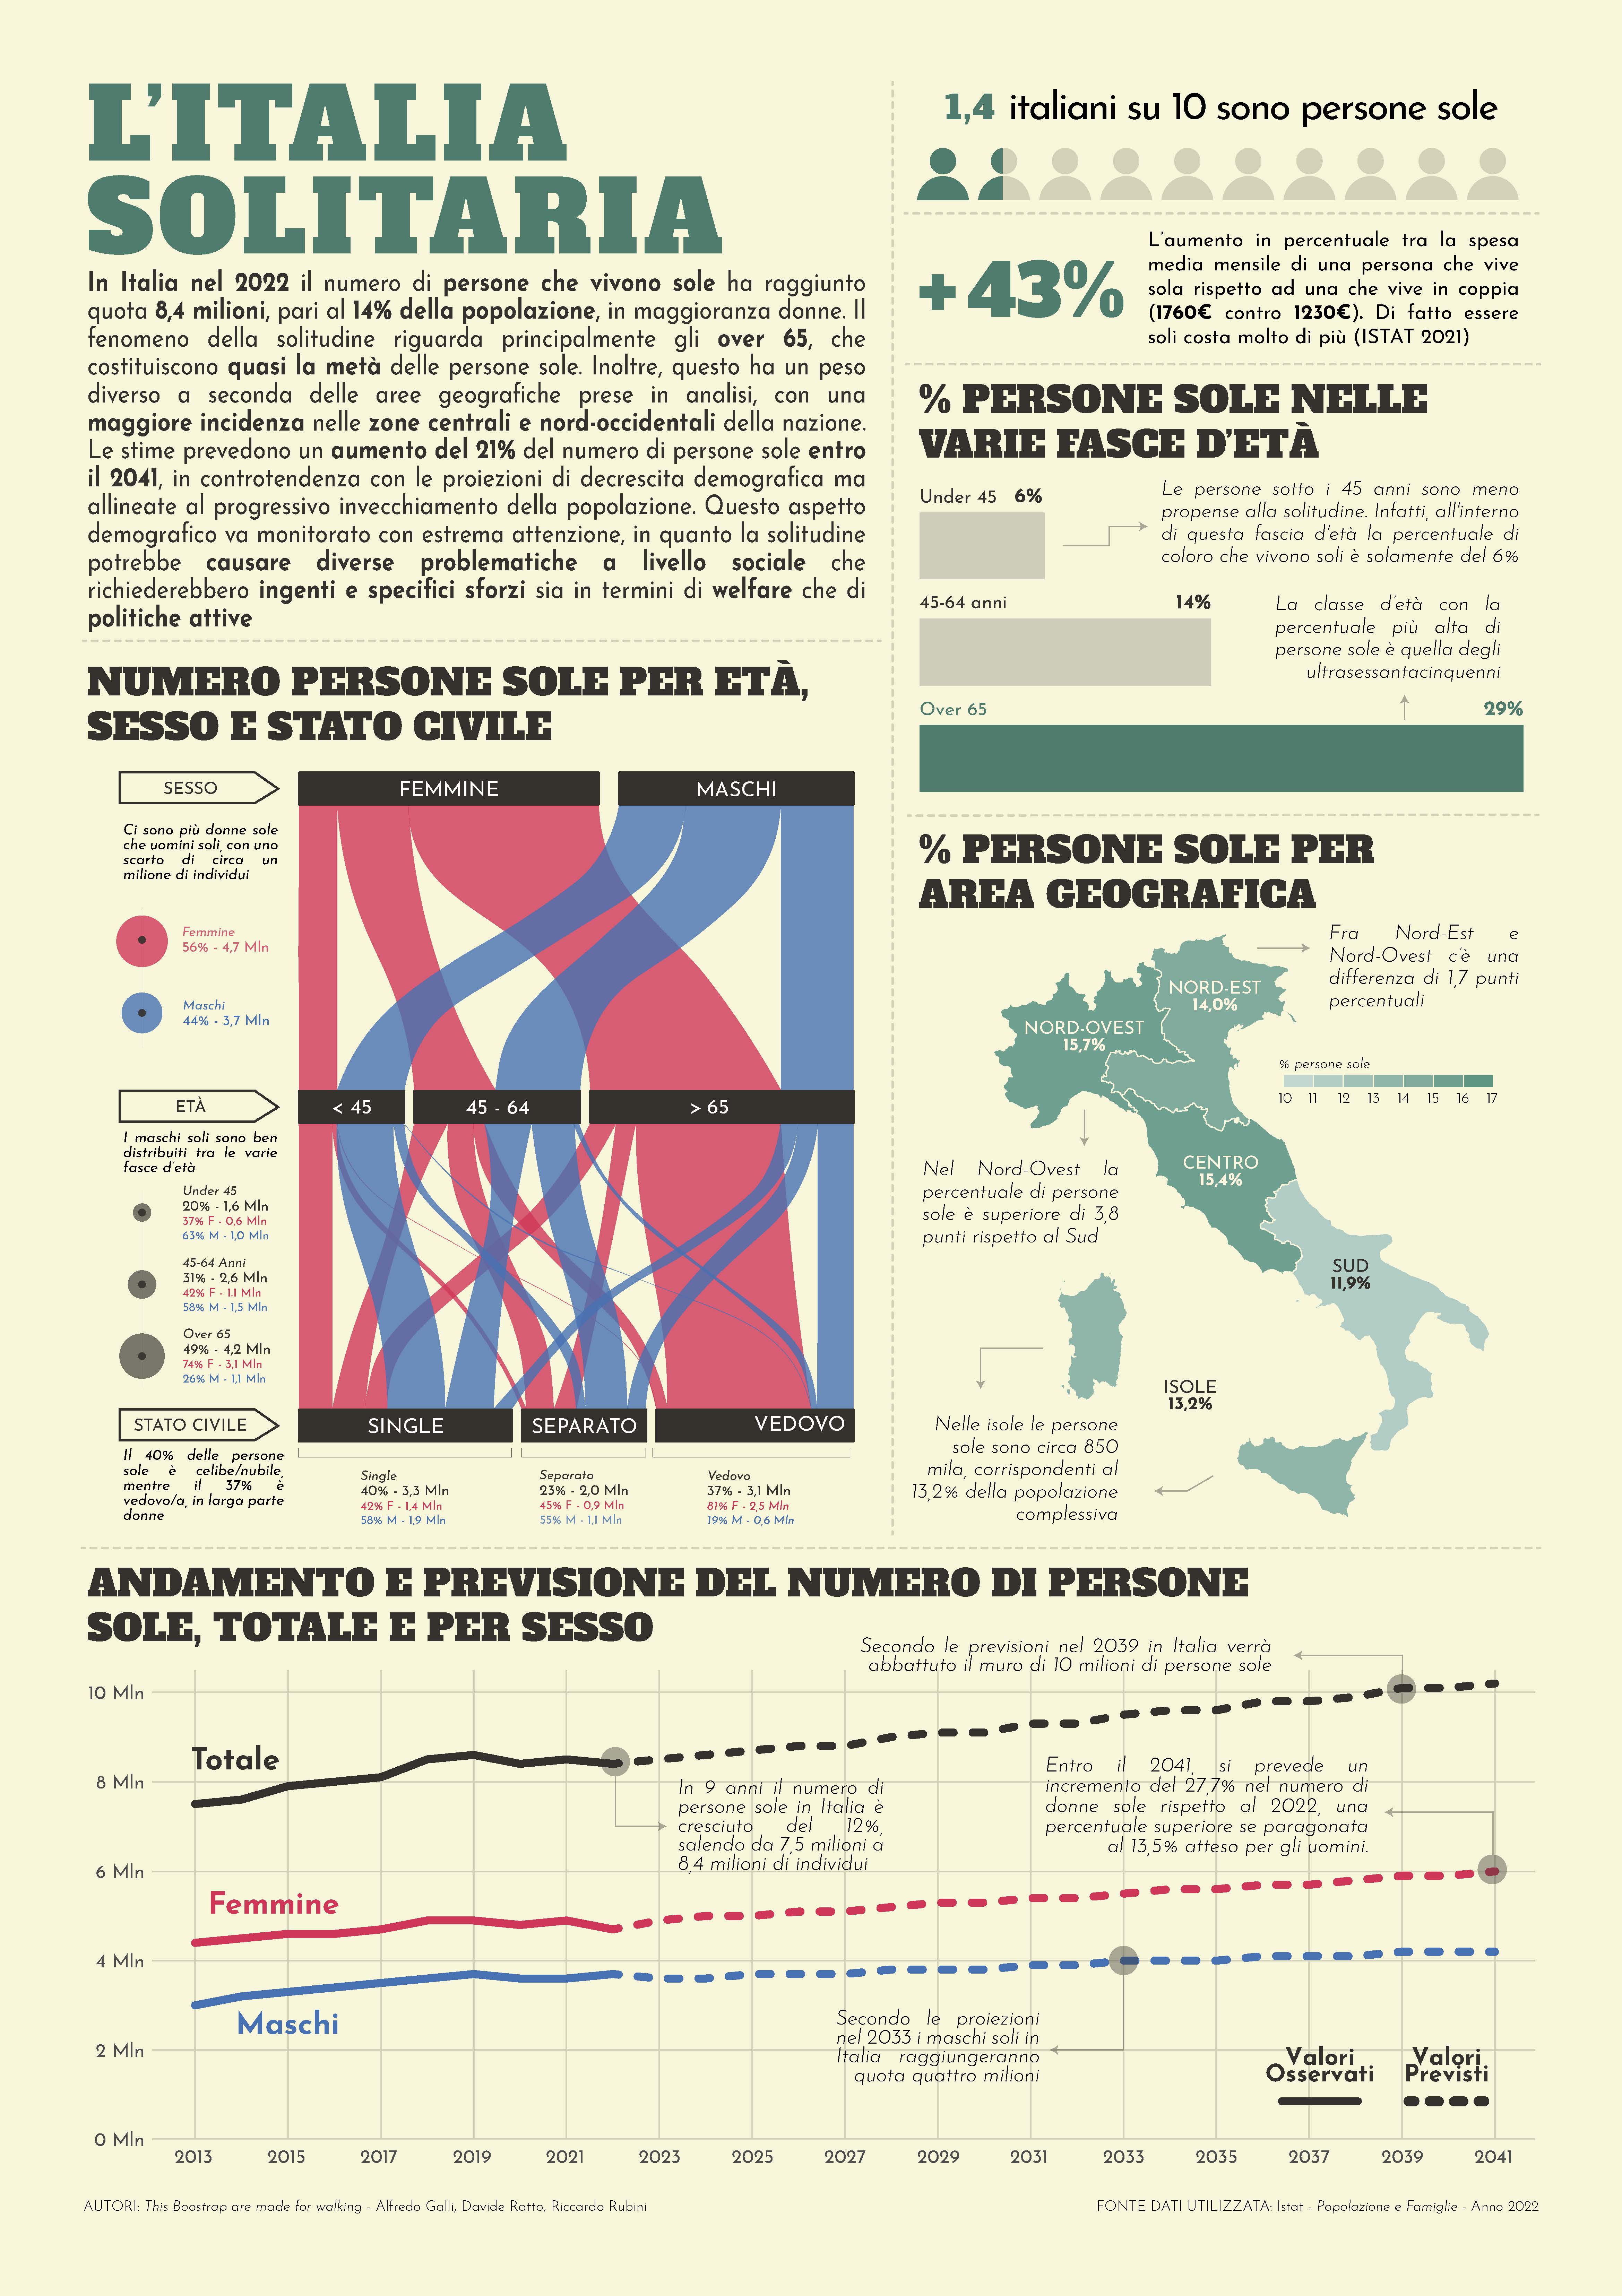 L'ITALIA
SOLITARIA
In Italia nel 2022 il numero di persone che vivono sole ha raggiunto
quota 8,4 milioni, pari al 14% della popolazione, in maggioranza donne. Il
fenomeno della solitudine riguarda principalmente gli over 65, che
costituiscono quasi la metà delle persone sole. Inoltre, questo ha un peso
diverso a seconda delle aree geografiche prese in analisi, con una
maggiore incidenza nelle zone centrali e nord-occidentali della nazione.
Le stime prevedono un aumento del 21% del numero di persone sole entro
il 2041, in controtendenza con le proiezioni di decrescita demografica ma
allineate al progressivo invecchiamento della popolazione. Questo aspetto
demografico va monitorato con estrema attenzione, in quanto la solitudine
potrebbe causare diverse problematiche a livello sociale che
richiederebbero ingenti e specifici sforzi sia in termini di welfare che di
politiche attive
1,4 italiani su 10 sono persone sole
+43%
L'aumento in percentuale tra la spesa
media mensile di una persona che vive
sola rispetto ad una che vive in coppia
(1760€ contro 1230€). Di fatto essere
soli costa molto di più (ISTAT 2021)
% PERSONE SOLE NELLE
VARIE FASCE D'ETÀ
Under 45 6%
Le persone sotto i 45 anni sono meno
propense alla solitudine. Infatti, all'interno
di questa fascia d'età la percentuale di
coloro che vivono soli è solamente del 6%
45-64 anni 14%
La classe d'età con la
percentuale più alta di
persone sole è quella degli
ultrasessantacinquenni
Over 65 29%
NUMERO PERSONE SOLE PER ETÀ,
SESSO E STATO CIVILE
SESSO
FEMMINE
MASCHI
Ci sono più donne sole
che uomini soli, con uno
scarto di circa un
milione di individui
Femmine
56% - 4,7 Mln
Maschi
44% - 3,7 Mln
ETÀ
< 45
45 - 64
> 65
I maschi soli sono ben
distribuiti tra le varie
fasce d'età
Under 45
20% - 1,6 Mln
37% F - 0,6 Mln
63% M - 1,0 Mln
45-64 Anni
31% - 2,6 Mln
42% F - 1.1 Mln
58% M - 1,5 Mln
Over 65
49% - 4,2 Mln
74% F - 3,1 Mln
26% M - 1,1 Mln
STATO CIVILE
SINGLE
SEPARATO
VEDOVO
Il 40% delle persone
sole è celibe/nubile,
mentre il 37% è
vedovo/a, in larga parte
donne
Single
40% - 3,3 Mln
42% F - 1,4 Mln
58% M - 1,9 Mln
Separato
23% - 2,0 Mln
45% F - 0,9 Mln
55% M - 1,1 Mln
Vedovo
37% - 3,1 Mln
81% F - 2,5 Mln
19% M - 0,6 Mln
% PERSONE SOLE PER
AREA GEOGRAFICA
Fra Nord-Est e
Nord-Ovest c'è una
differenza di 1,7 punti
percentuali
NORD-EST
14,0%
NORD-OVEST
15,7%
% persone sole
10 11 12 13 14 15 16 17
CENTRO
15,4%
Nel Nord-Ovest la
percentuale di persone
sole è superiore di 3,8
punti rispetto al Sud
SUD
11,9%
ISOLE
13,2%
Nelle isole le persone
sole sono circa 850
mila, corrispondenti al
13,2% della popolazione
complessiva
ANDAMENTO E PREVISIONE DEL NUMERO DI PERSONE
SOLE, TOTALE E PER SESSO
Secondo le previsioni nel 2039 in Italia verrà
abbattuto il muro di 10 milioni di persone sole
10 Mln
8 Mln
6 Mln
4 Mln
2 Mln
0 Mln
Totale
In 9 anni il numero di
persone sole in Italia è
cresciuto del 12%,
salendo da 7,5 milioni a
8,4 milioni di individui
Entro il 2041, si prevede un
incremento del 27,7% nel numero di
donne sole rispetto al 2022, una
percentuale superiore se paragonata
al 13,5% atteso per gli uomini.
Femmine
Maschi
Secondo le proiezioni
nel 2033 i maschi soli in
Italia raggiungeranno
quota quattro milioni
Valori
Osservati
Valori
Previsti
2013 2015 2017 2019 2021 2023 2025 2027 2029 2031 2033 2035 2037 2039 2041
AUTORI: This Boostrap are made for walking - Alfredo Galli, Davide Ratto, Riccardo Rubini
FONTE DATI UTILIZZATA: Istat - Popolazione e Famiglie - Anno 2022